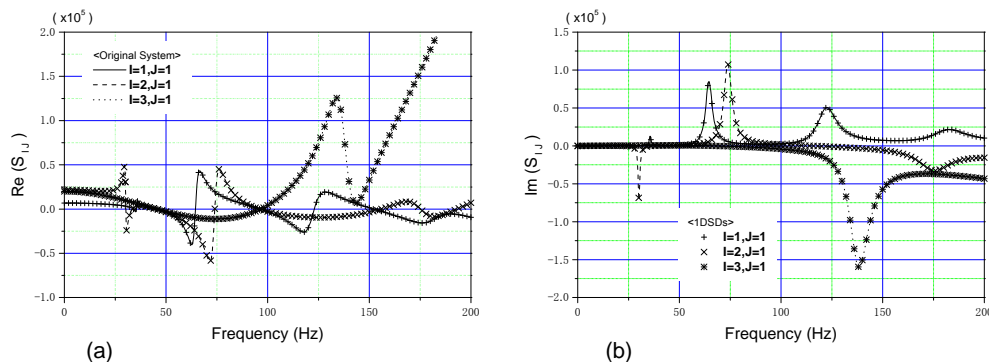 ( x10⁵ )
2.0
1.5
1.0
0.5
0.0
-0.5
-1.0
Re (S I J )
<Original System>
I=1,J=1
I=2,J=1
I=3,J=1
0 50 100 150 200
Frequency (Hz)
(a)
( x10⁵ )
1.5
1.0
0.5
0.0
-0.5
-1.0
-1.5
-2.0
Im (S I J )
<1DSDs>
I=1,J=1
I=2,J=1
I=3,J=1
0 50 100 150 200
Frequency (Hz)
(b)